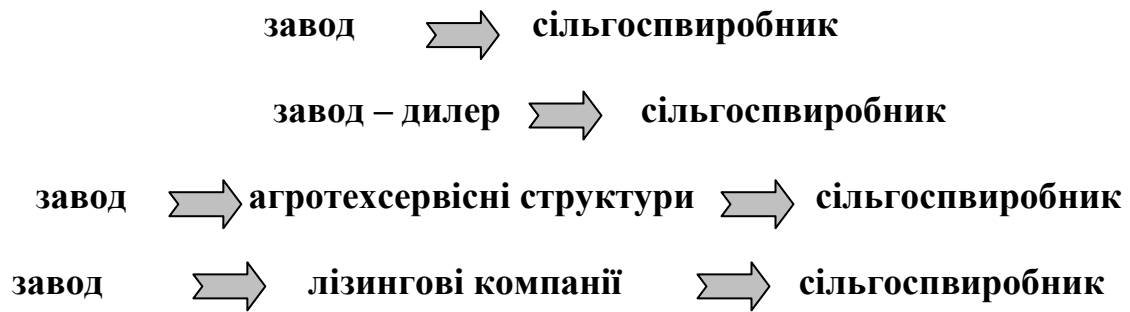 завод сільгоспвиробник
завод – дилер сільгоспвиробник
завод агротехсервісні структури сільгоспвиробник
завод лізингові компанії сільгоспвиробник